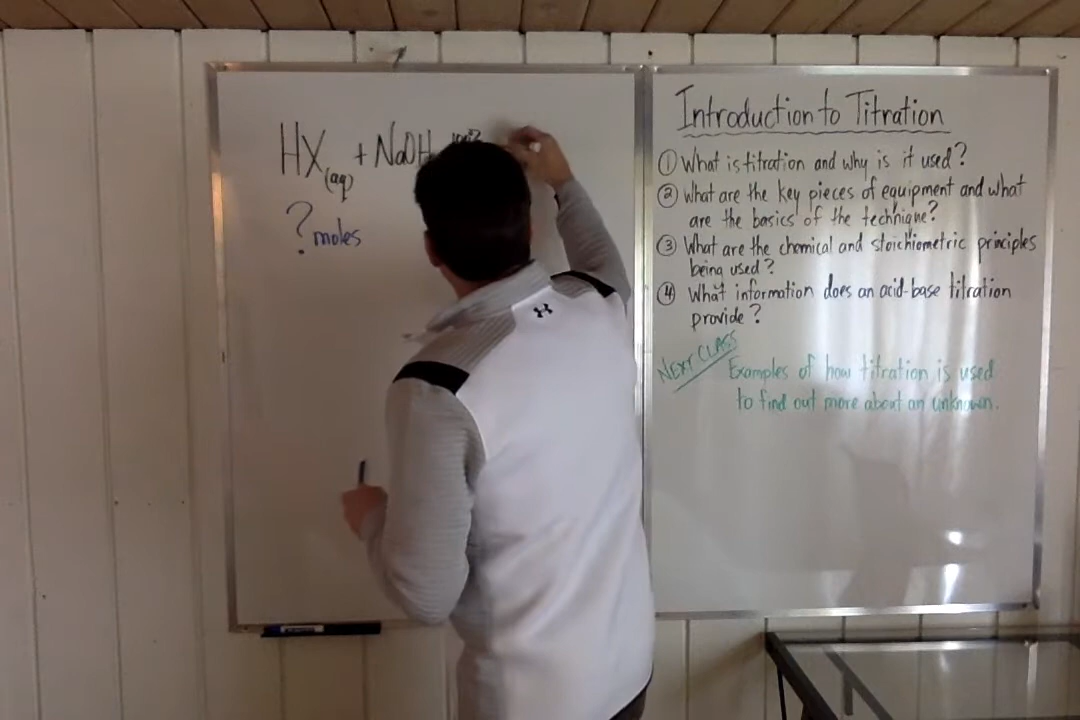 HX(aq) + NaOH
? moles
Introduction to Titration
① What is titration and why is it used?
② What are the key pieces of equipment and what
are the basics of the technique?
③ What are the chemical and stoichiometric principles
being used?
④ What information does an acid-base titration
provide?
NEXT CLASS
Examples of how titration is used
to find out more about an unknown.